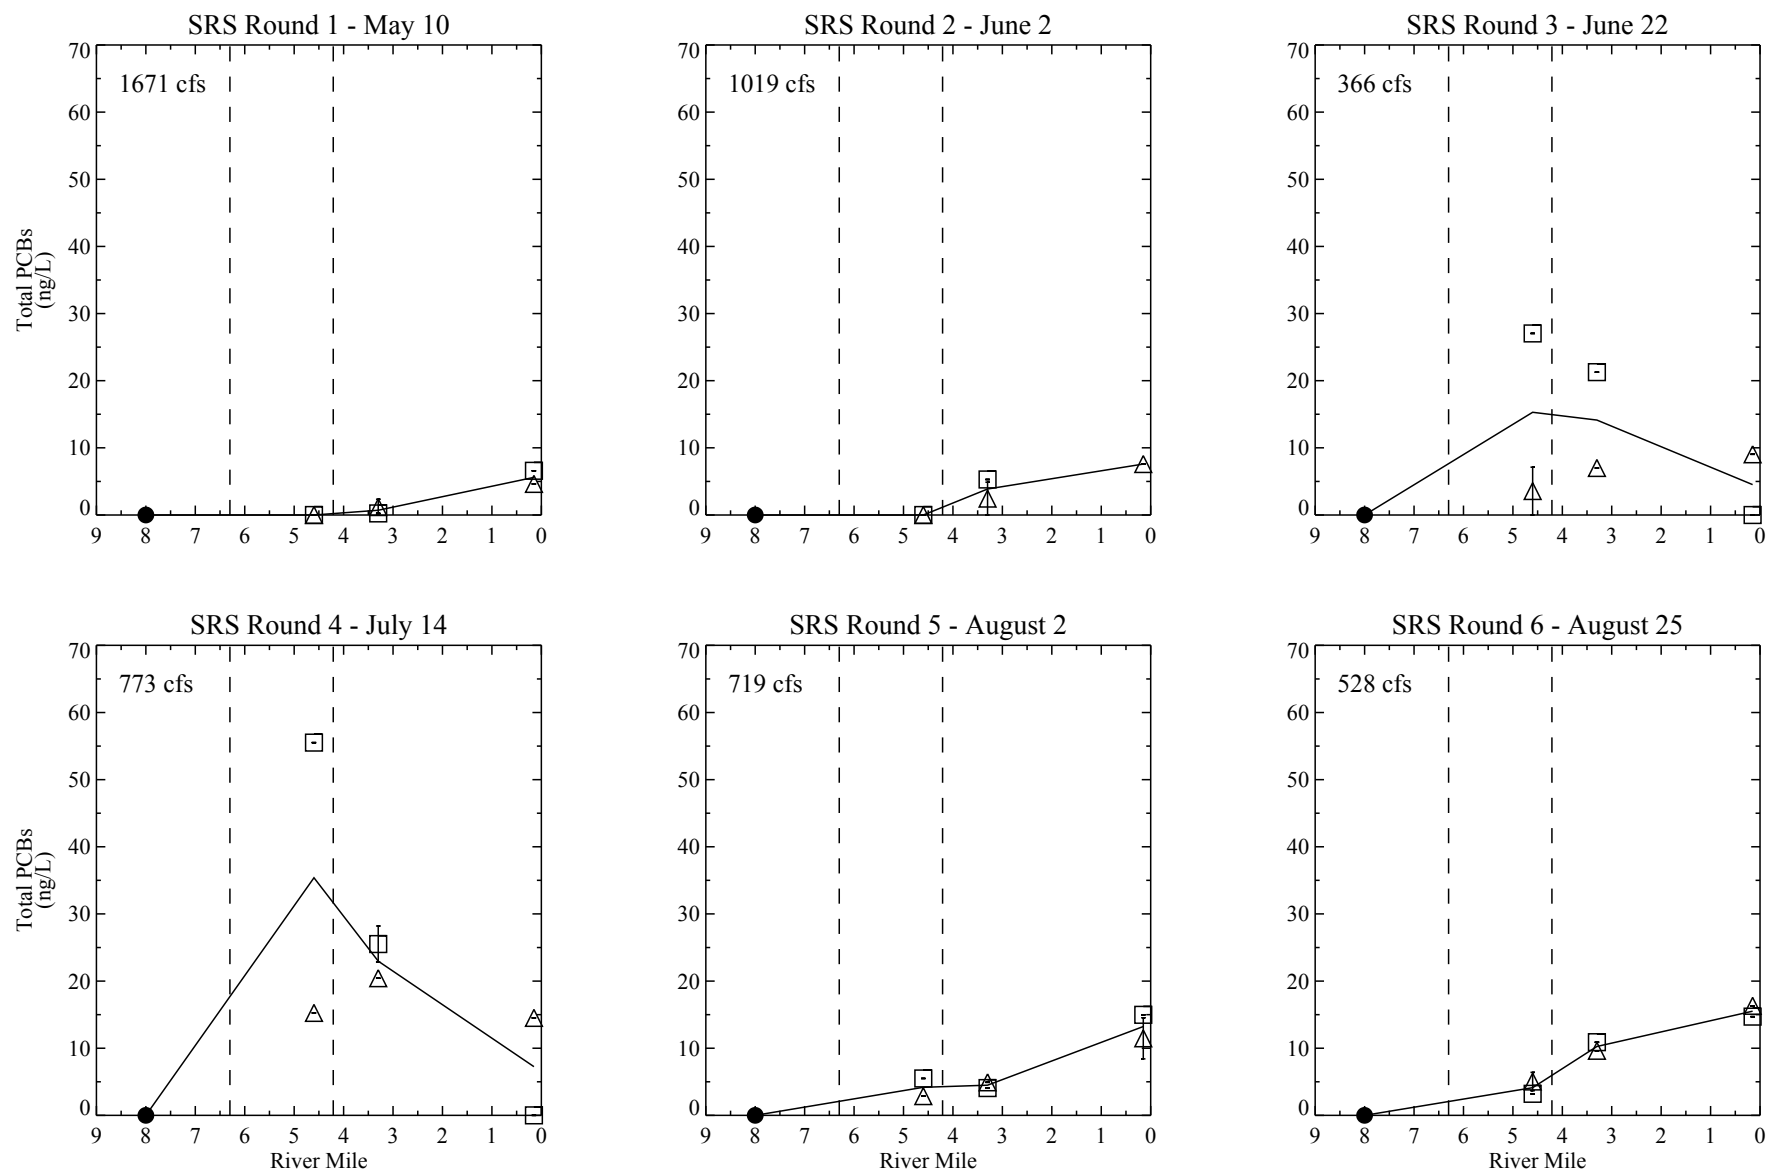 SRS Round 1 - May 10
SRS Round 2 - June 2
SRS Round 3 - June 22
1671 cfs
1019 cfs
366 cfs
70
60
50
40
30
20
10
0
70
60
50
40
30
20
10
0
70
60
50
40
30
20
10
0
Total PCBs
(ng/L)
9 8 7 6 5 4 3 2 1 0
9 8 7 6 5 4 3 2 1 0
9 8 7 6 5 4 3 2 1 0
SRS Round 4 - July 14
SRS Round 5 - August 2
SRS Round 6 - August 25
773 cfs
719 cfs
528 cfs
70
60
50
40
30
20
10
0
70
60
50
40
30
20
10
0
70
60
50
40
30
20
10
0
Total PCBs
(ng/L)
9 8 7 6 5 4 3 2 1 0
9 8 7 6 5 4 3 2 1 0
9 8 7 6 5 4 3 2 1 0
River Mile
River Mile
River Mile